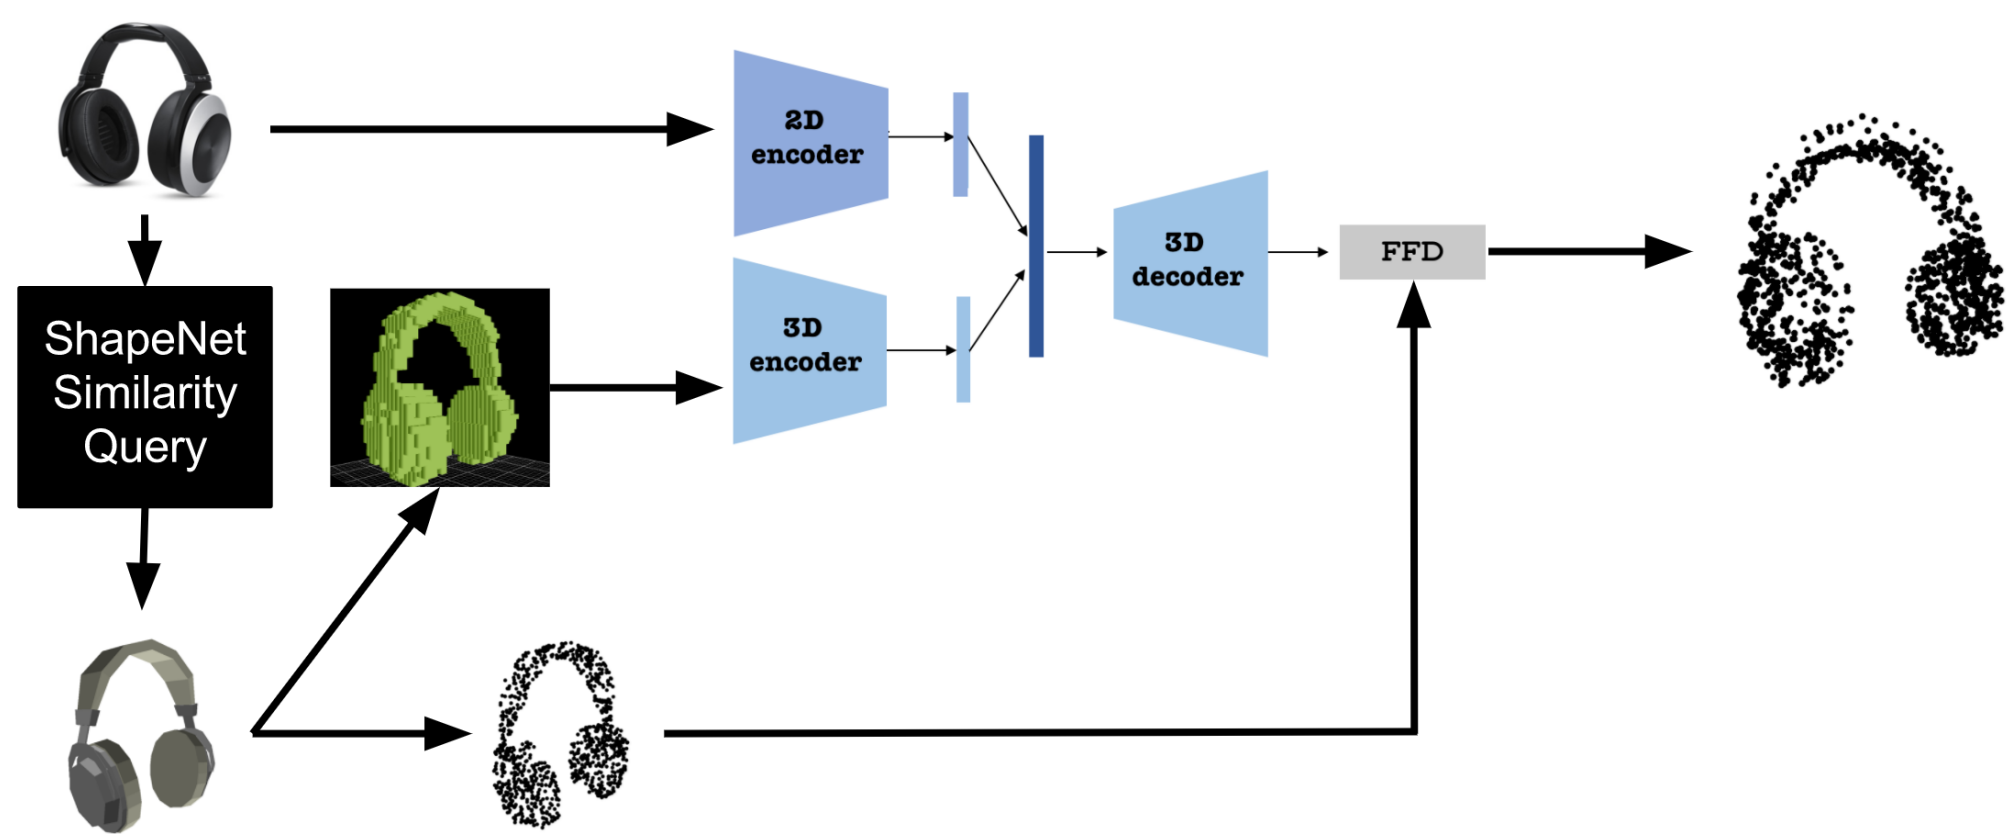 2D
encoder
ShapeNet
Similarity
Query
3D
encoder
3D
decoder
FFD